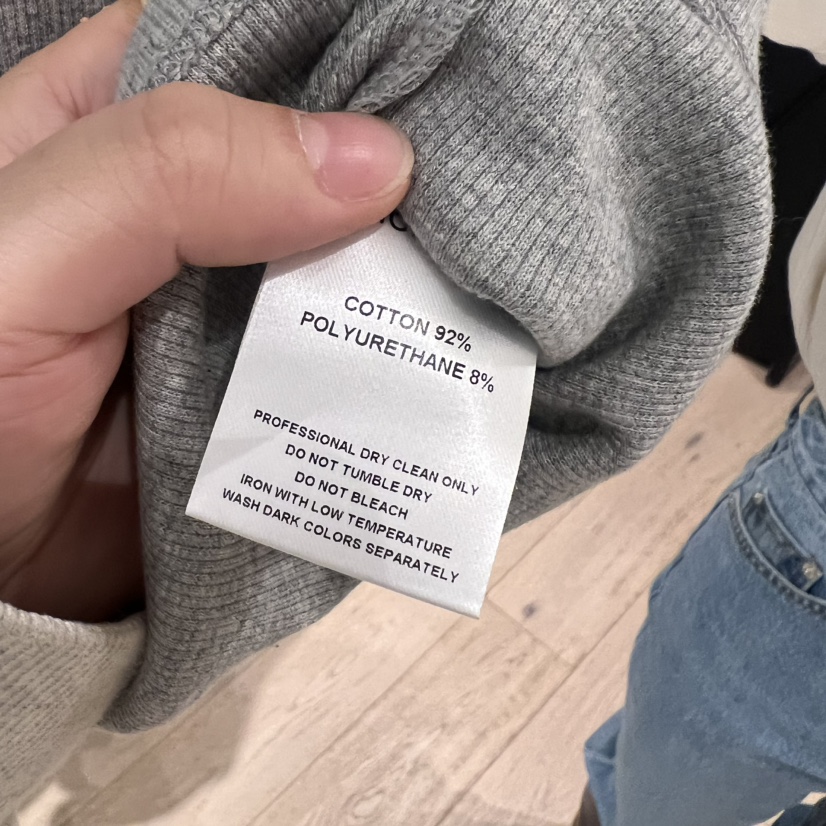 COTTON 92%
POLYURETHANE 8%
PROFESSIONAL DRY CLEAN ONLY
DO NOT TUMBLE DRY
DO NOT BLEACH
IRON WITH LOW TEMPERATURE
WASH DARK COLORS SEPARATELY